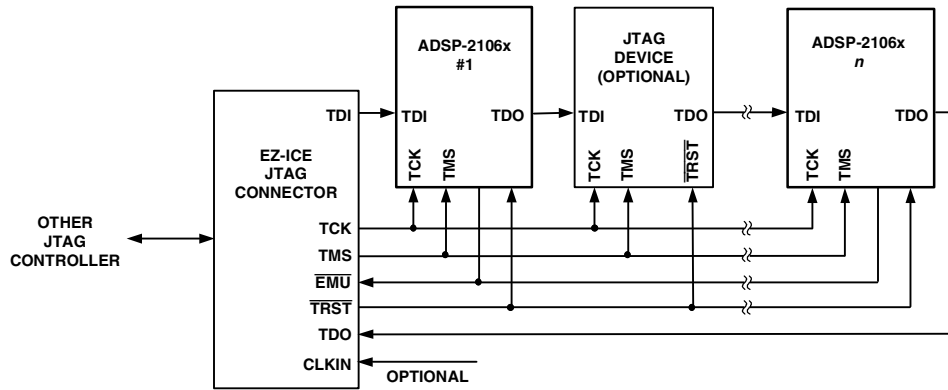 ADSP-2106x
#1
TDI
TDO
TCK
TMS
JTAG
DEVICE
(OPTIONAL)
TDI
TDO
TCK
TMS
TRST
ADSP-2106x
n
TDI
TDO
TCK
TMS
TDI
EZ-ICE
JTAG
CONNECTOR
TCK
TMS
EMU
TRST
TDO
CLKIN
OPTIONAL
OTHER
JTAG
CONTROLLER